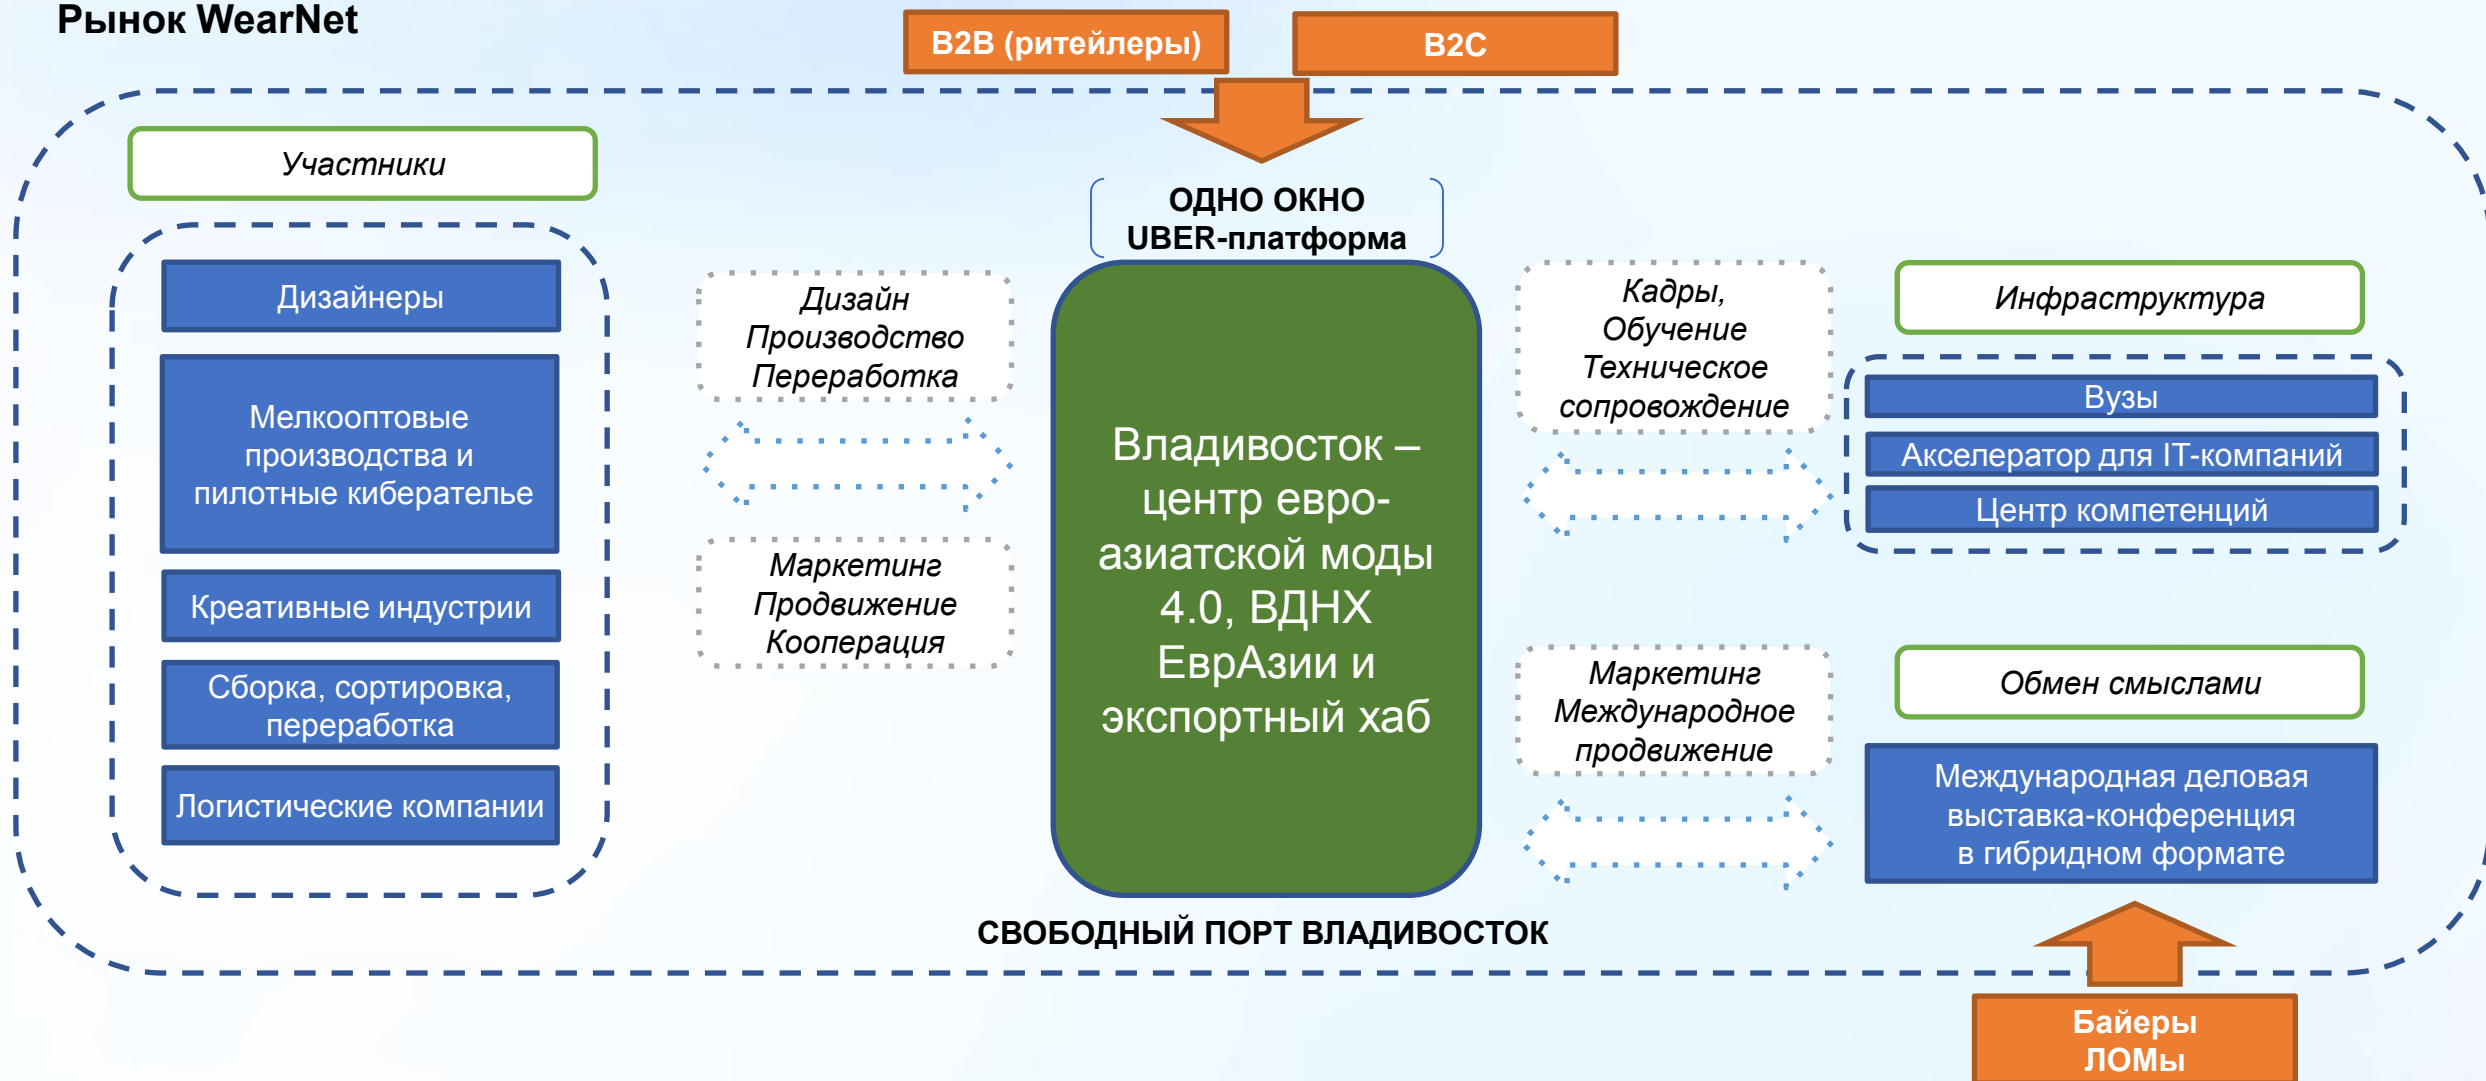 Рынок WearNet
B2B (ритейлеры)
B2C
Участники
Дизайнеры
Мелкооптовые
производства и
пилотные киберателье
Креативные индустрии
Сборка, сортировка,
переработка
Логистические компании
Дизайн
Производство
Переработка
Маркетинг
Продвижение
Кооперация
ОДНО ОКНО
UBER-платформа
Владивосток –
центр евро-
азиатской моды
4.0, ВДНХ
ЕврАзии и
экспортный хаб
СВОБОДНЫЙ ПОРТ ВЛАДИВОСТОК
Кадры,
Обучение
Техническое
сопровождение
Маркетинг
Международное
продвижение
Инфраструктура
Вузы
Акселератор для IT-компаний
Центр компетенций
Обмен смыслами
Международная деловая
выставка-конференция
в гибридном формате
Байеры
ЛОМы